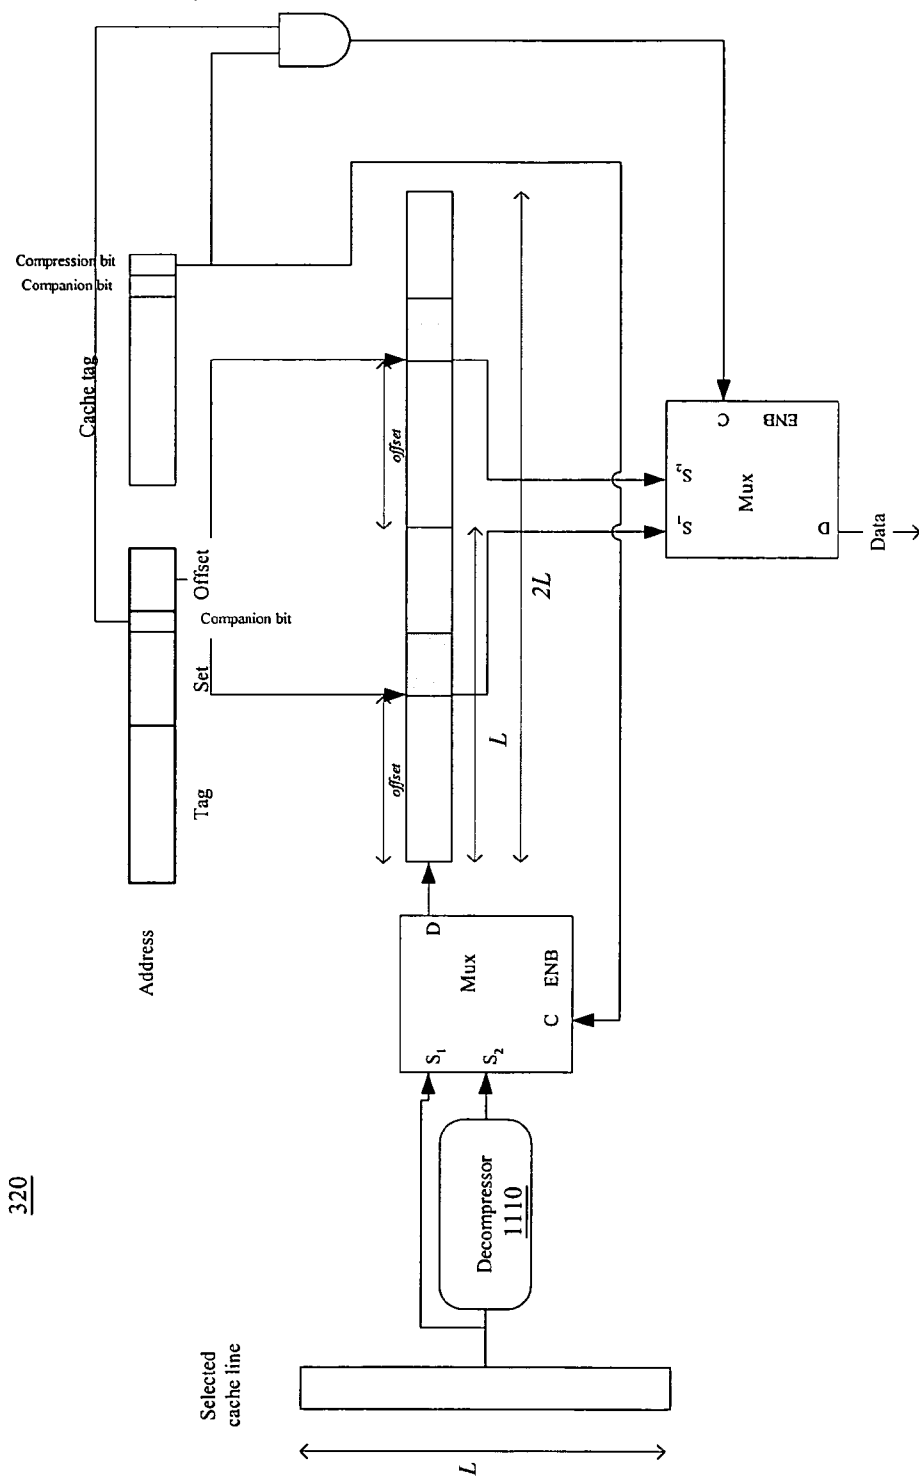 Compression bit
Companion bit
Cache tag
Offset
Companion bit
Set
Tag
Address
offset
offset
L
2L
S1
S2
C
ENB
Mux
D
Data
D
Mux
ENB
C
S1
S2
Decompressor
1110
320
Selected
cache line
L